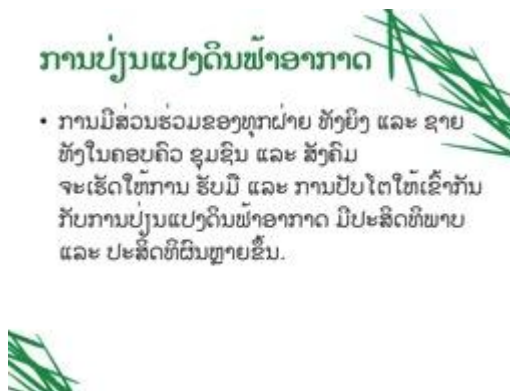 ການປ່ຽນແປງດິນຟ້າອາກາດ
• ການມີສ່ວນຮ່ວມຂອງທຸກຝ່າຍ ທັງຍິງ ແລະ ຊາຍ
ທັງໃນຄອບຄົວ ຊຸມຊົນ ແລະ ສັງຄົມ
ຈະເຮັດໃຫ້ການ ຮັບມື ແລະ ການປັບໂຕໃຫ້ເຂົ້າກັນ
ກັບການປ່ຽນແປງດິນຟ້າອາກາດ ມີປະສິດທິພາບ
ແລະ ປະສິດທິຜົນຫຼາຍຂຶ້ນ.